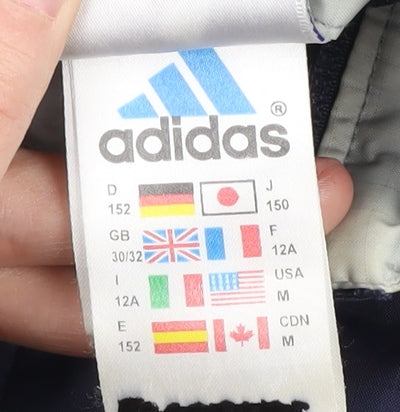 adidas®
D J
152 150
GB F
30/32 12A
I USA
12A M
E CDN
152 M